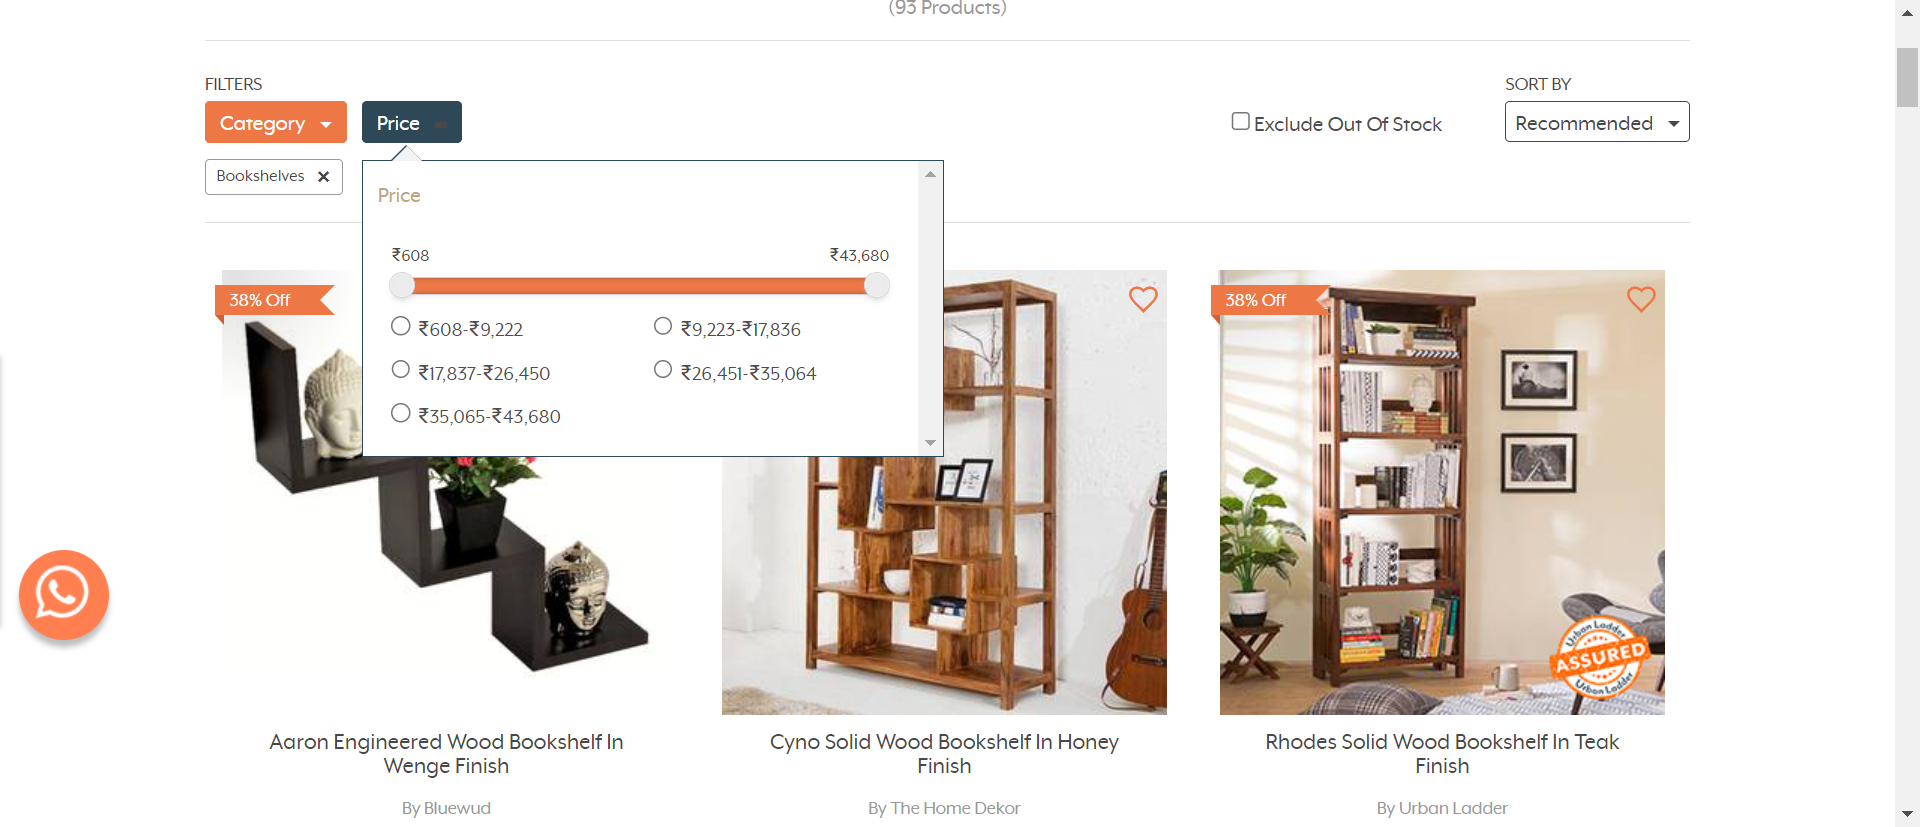 (93 Products)
FILTERS
SORT BY
Category
Price
Exclude Out Of Stock
Recommended
Bookshelves ✕
Price
₹608
₹43,680
₹608-₹9,222
₹9,223-₹17,836
₹17,837-₹26,450
₹26,451-₹35,064
₹35,065-₹43,680
38% Off
38% Off
Urban Ladder
ASSURED
Urban Ladder
Aaron Engineered Wood Bookshelf In
Wenge Finish
By Bluewud
Cyno Solid Wood Bookshelf In Honey
Finish
By The Home Dekor
Rhodes Solid Wood Bookshelf In Teak
Finish
By Urban Ladder